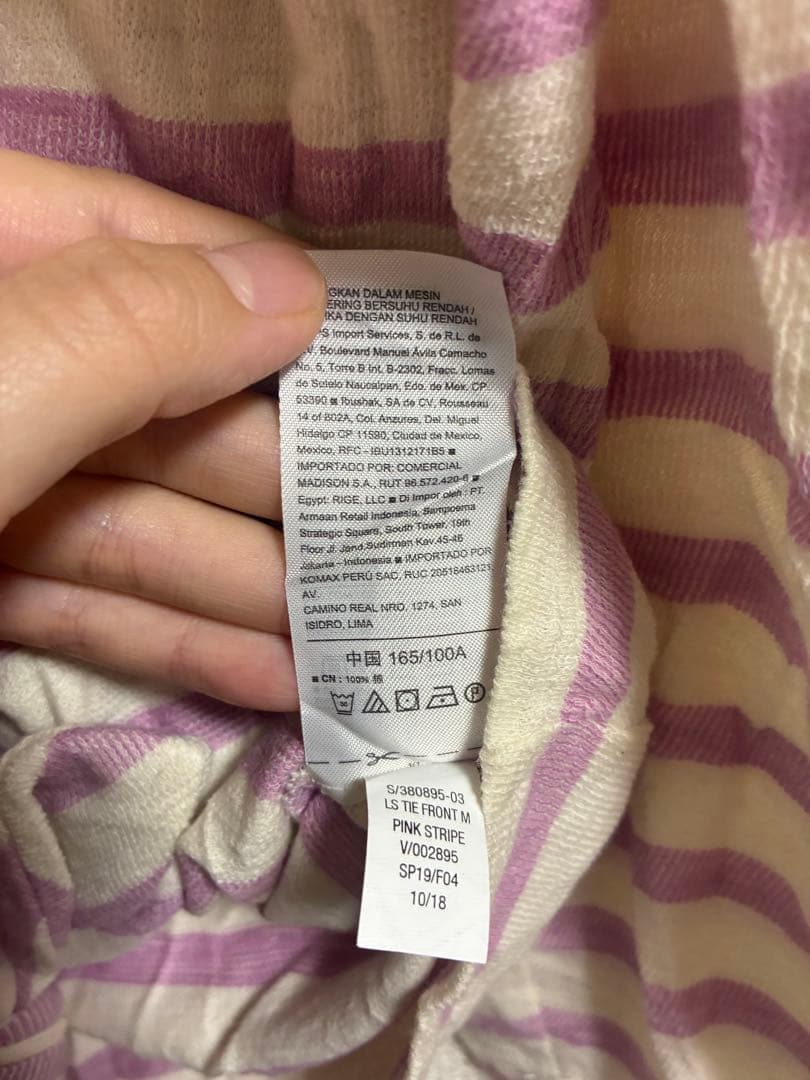 GKAN DALAM MESIN
ERING BERSUHU RENDAH /
IKA DENGAN SUHU RENDAH
S Import Services, S. de R.L. de
V. Boulevard Manuel Ávila Camacho
No. 5, Torre B Int. B-2302, Fracc. Lomas
de Sotelo Naucalpan, Edo. de Mex. CP
53390 ■ Ibushak, SA de CV, Rousseau
14 of 802A, Col. Anzures, Del. Miguel
Hidalgo CP 11590, Ciudad de Mexico,
Mexico, RFC - IBU1312171B5 ■
IMPORTADO POR: COMERCIAL
MADISON S.A., RUT 96.572.420-6 ■
Egypt: RIGE, LLC ■ Di Impor oleh : PT.
Armaan Retail Indonesia, Sampoerna
Strategic Square, South Tower, 19th
Floor Jl. Jend.Sudirman Kav.45-46
Jakarta - Indonesia ■ IMPORTADO POR
KOMAX PERU SAC, RUC 20516463121
AV.
CAMINO REAL NRO. 1274, SAN
ISIDRO, LIMA
中国 165/100A
■ CN : 100% 棉
S/380895-03
LS TIE FRONT M
PINK STRIPE
V/002895
SP19/F04
10/18